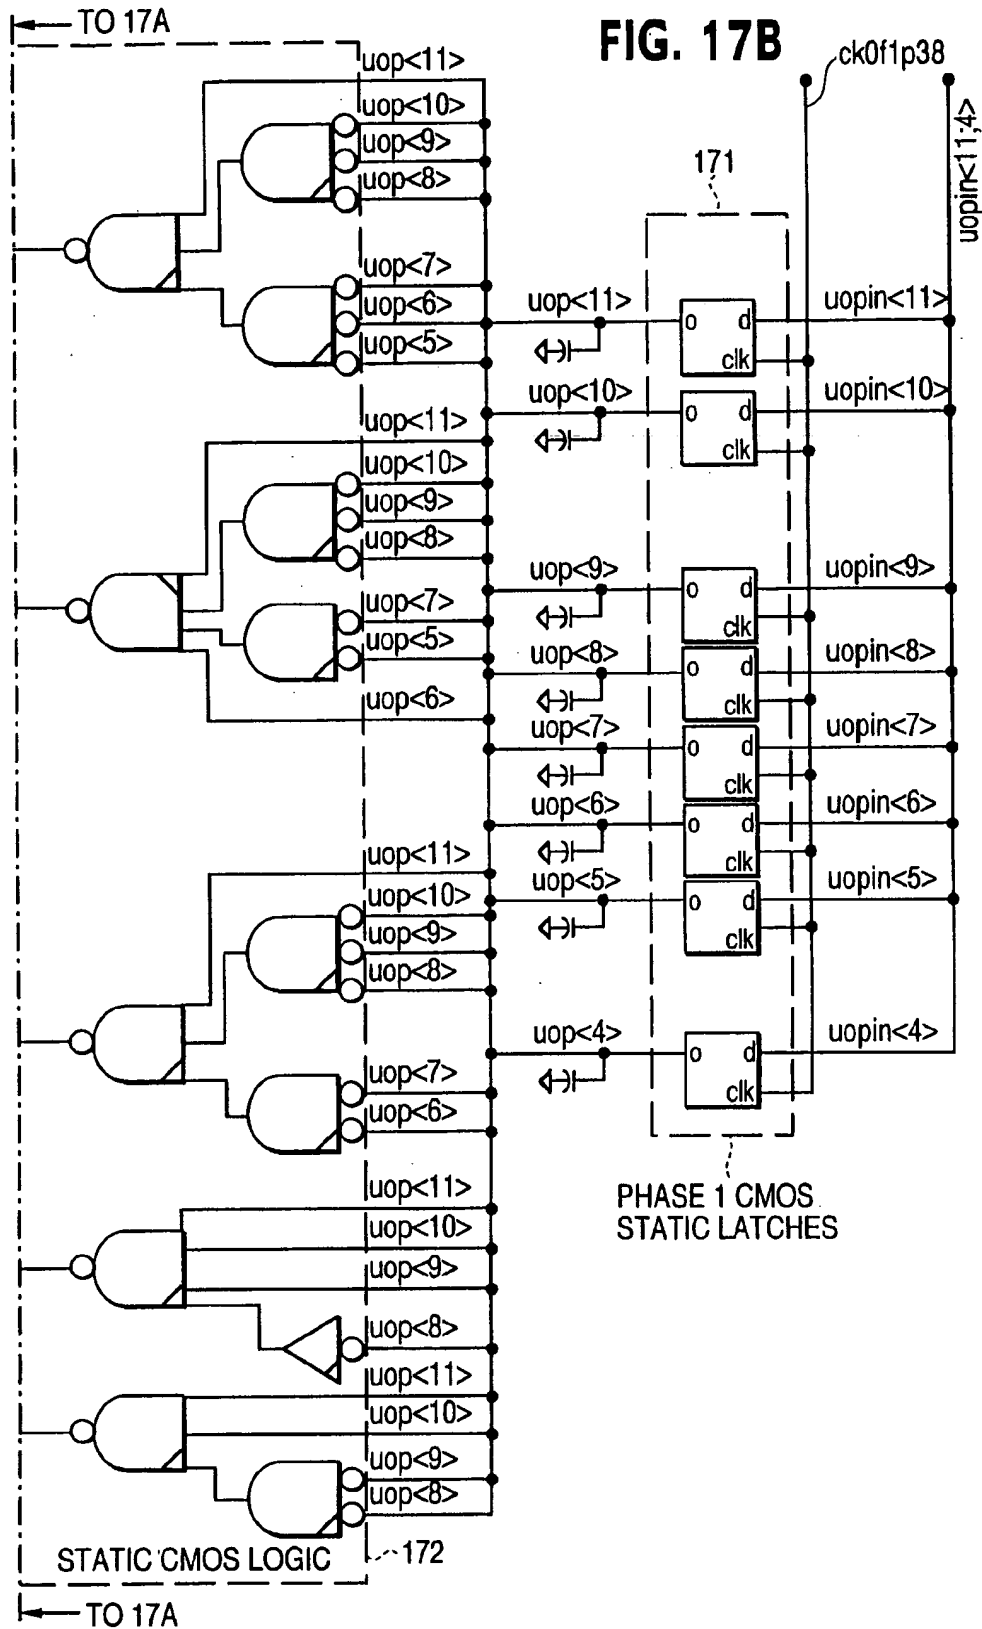 TO 17A
FIG. 17B
ck0f1p38
uopin<11;4>
171
uop<11>
uop<10>
uop<9>
uop<8>
uop<7>
uop<6>
uop<5>
uop<11>
uop<10>
uop<9>
uop<8>
uop<7>
uop<5>
uop<6>
uop<11>
uop<10>
uop<9>
uop<8>
uop<7>
uop<6>
uop<11>
uop<10>
uop<9>
uop<8>
uop<11>
uop<10>
uop<9>
uop<8>
uop<11> o d clk uopin<11>
uop<10> o d clk uopin<10>
uop<9> o d clk uopin<9>
uop<8> o d clk uopin<8>
uop<7> o d clk uopin<7>
uop<6> o d clk uopin<6>
uop<5> o d clk uopin<5>
uop<4> o d clk uopin<4>
PHASE 1 CMOS
STATIC LATCHES
STATIC CMOS LOGIC
172
TO 17A